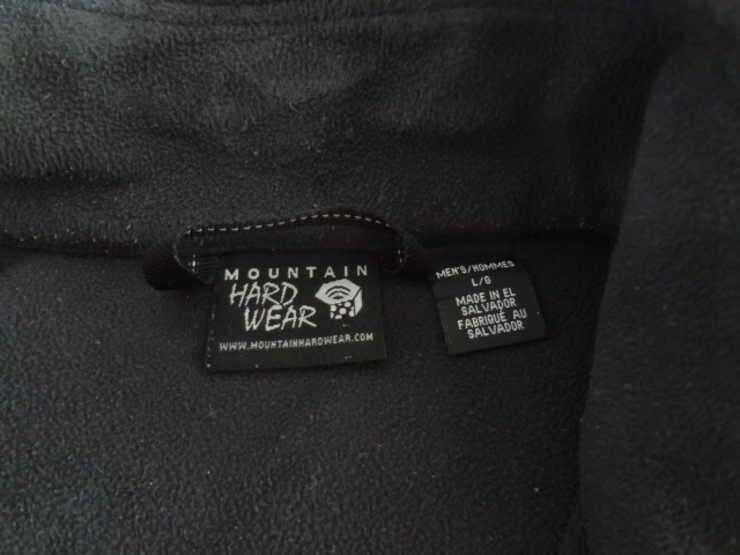 MOUNTAIN
HARD
WEAR
WWW.MOUNTAINHARDWEAR.COM
MEN'S/HOMMES
L/G
MADE IN EL
SALVADOR
FABRIQUÉ AU
SALVADOR